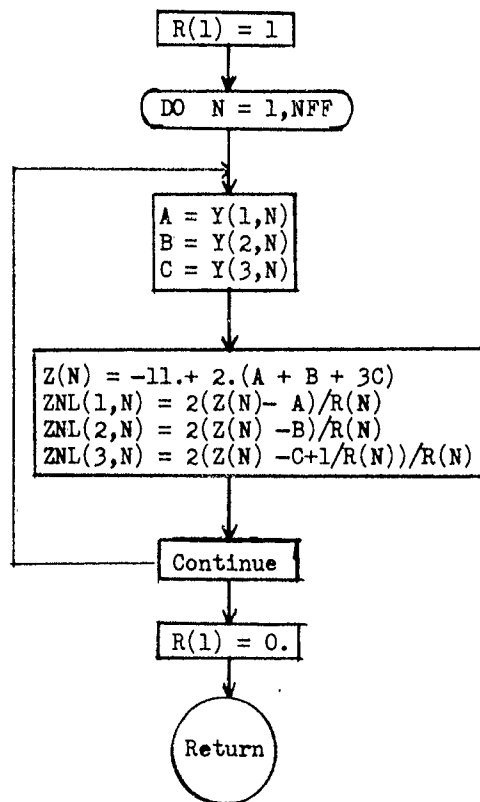 R(1) = 1
DO N = 1,NFF
A = Y(1,N)
B = Y(2,N)
C = Y(3,N)
Z(N) = -11.+ 2.(A + B + 3C)
ZNL(1,N) = 2(Z(N)- A)/R(N)
ZNL(2,N) = 2(Z(N) -B)/R(N)
ZNL(3,N) = 2(Z(N) -C+1/R(N))/R(N)
Continue
R(1) = 0.
Return